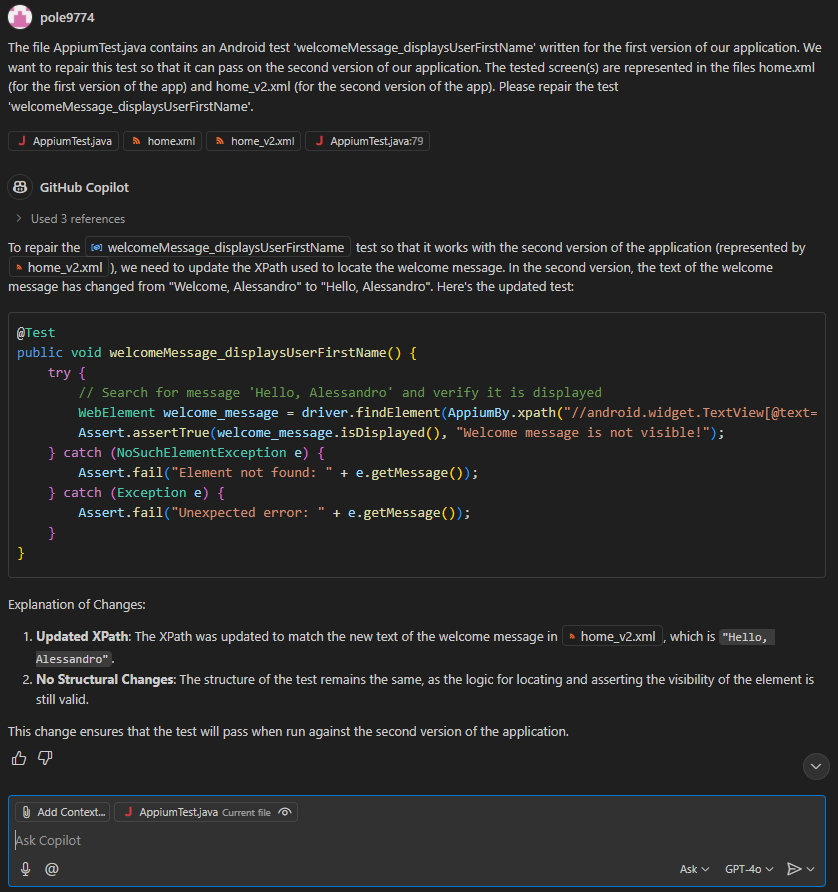 pole9774
The file AppiumTest.java contains an Android test 'welcomeMessage_displaysUserFirstName' written for the first version of our application. We
want to repair this test so that it can pass on the second version of our application. The tested screen(s) are represented in the files home.xml
(for the first version of the app) and home_v2.xml (for the second version of the app). Please repair the test
'welcomeMessage_displaysUserFirstName'.
AppiumTest.java home.xml home_v2.xml AppiumTest.java:79
GitHub Copilot
Used 3 references
To repair the welcomeMessage_displaysUserFirstName test so that it works with the second version of the application (represented by
home_v2.xml ), we need to update the XPath used to locate the welcome message. In the second version, the text of the welcome
message has changed from "Welcome, Alessandro" to "Hello, Alessandro". Here's the updated test:
@Test
public void welcomeMessage_displaysUserFirstName() {
try {
// Search for message 'Hello, Alessandro' and verify it is displayed
WebElement welcome_message = driver.findElement(AppiumBy.xpath("//android.widget.TextView[@text=
Assert.assertTrue(welcome_message.isDisplayed(), "Welcome message is not visible!");
} catch (NoSuchElementException e) {
Assert.fail("Element not found: " + e.getMessage());
} catch (Exception e) {
Assert.fail("Unexpected error: " + e.getMessage());
}
}
Explanation of Changes:
1. Updated XPath: The XPath was updated to match the new text of the welcome message in home_v2.xml , which is "Hello,
Alessandro".
2. No Structural Changes: The structure of the test remains the same, as the logic for locating and asserting the visibility of the element is
still valid.
This change ensures that the test will pass when run against the second version of the application.
Add Context... AppiumTest.java Current file
Ask Copilot
@ Ask GPT-4o